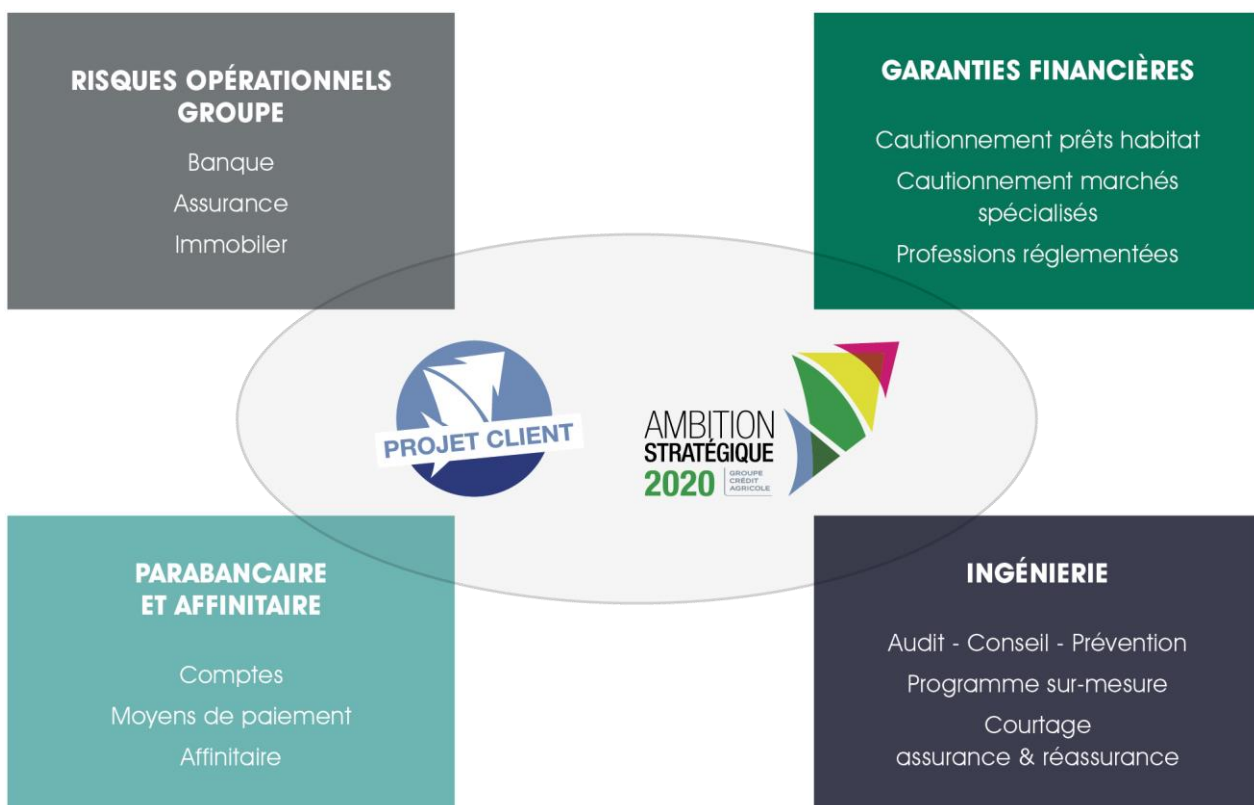 RISQUES OPÉRATIONNELS
GROUPE
Banque
Assurance
Immobiler
GARANTIES FINANCIÈRES
Cautionnement prêts habitat
Cautionnement marchés
spécialisés
Professions réglementées
PROJET CLIENT
AMBITION
STRATÉGIQUE
2020
GROUPE
CRÉDIT
AGRICOLE
PARABANCAIRE
ET AFFINITAIRE
Comptes
Moyens de paiement
Affinitaire
INGÉNIERIE
Audit - Conseil - Prévention
Programme sur-mesure
Courtage
assurance & réassurance